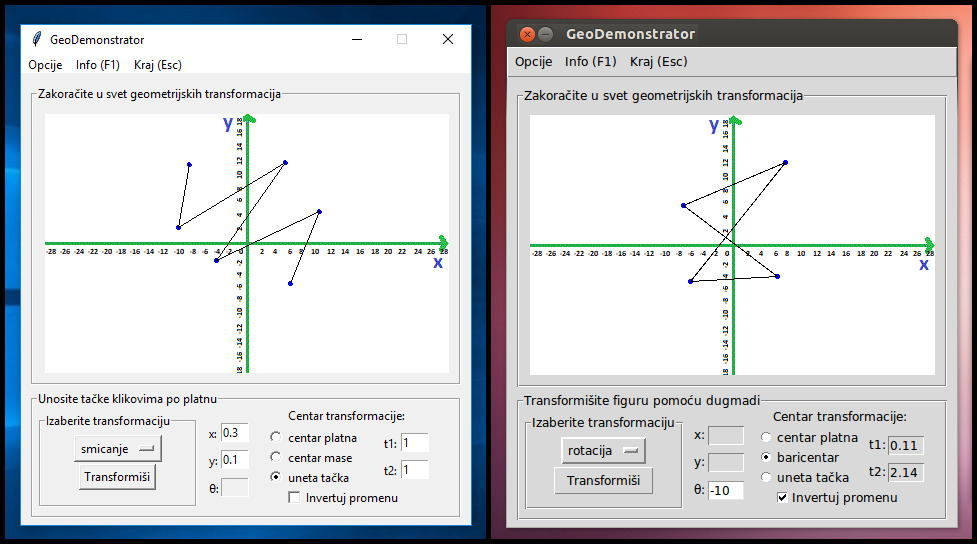 GeoDemonstrator
Opcije Info (F1) Kraj (Esc)
Zakoračite u svet geometrijskih transformacija
y
18
16
14
12
10
8
6
4
2
-28 -26 -24 -22 -20 -18 -16 -14 -12 -10 -8 -6 -4 -2 0 2 4 6 8 10 12 14 16 18 20 22 24 26 28
x
-2
-4
-6
-8
-10
-12
-14
-16
-18
Unosite tačke klikovima po platnu
Izaberite transformaciju
smicanje
Transformiši
x: 0.3
y: 0.1
θ:
Centar transformacije:
centar platna
centar mase
uneta tačka
Invertuj promenu
t1: 1
t2: 1
GeoDemonstrator
Opcije Info (F1) Kraj (Esc)
Zakoračite u svet geometrijskih transformacija
y
18
16
14
12
10
8
6
4
2
-28 -26 -24 -22 -20 -18 -16 -14 -12 -10 -8 -6 -4 -2 0 2 4 6 8 10 12 14 16 18 20 22 24 26 28
x
-2
-4
-6
-8
-10
-12
-14
-16
-18
Transformišite figuru pomoću dugmadi
Izaberite transformaciju
rotacija
Transformiši
x:
y:
θ: -10
Centar transformacije:
centar platna
baricentar
uneta tačka
Invertuj promenu
t1: 0.11
t2: 2.14